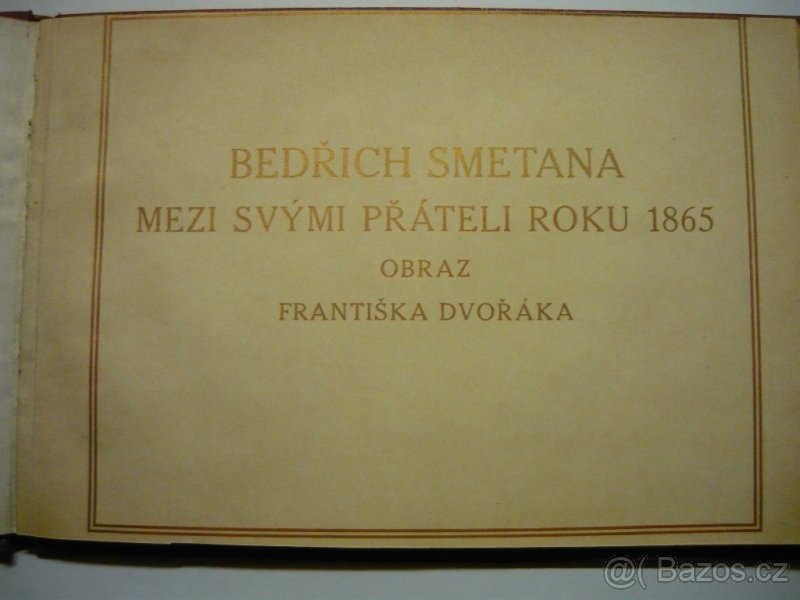 BEDŘICH SMETANA
MEZI SVÝMI PŘÁTELI ROKU 1865
OBRAZ
FRANTIŠKA DVOŘÁKA
@( Bazos.cz